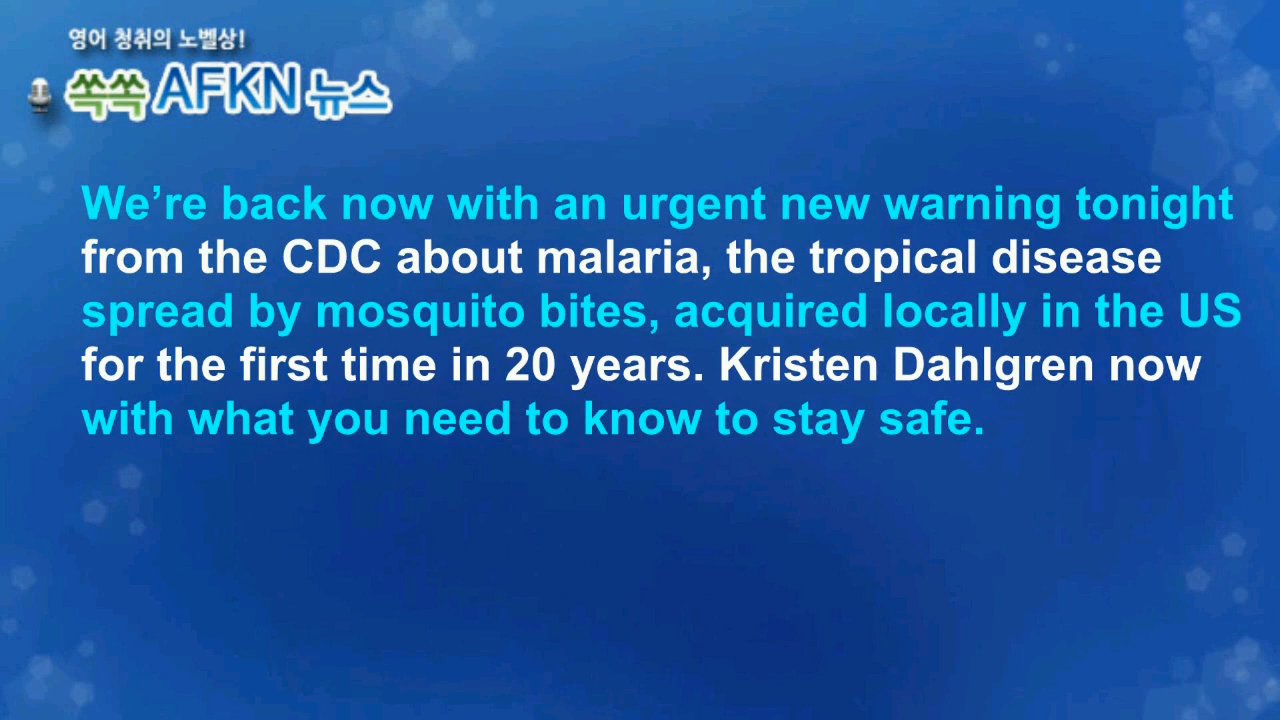 영어 청취의 노벨상!
쏙쏙 AFKN 뉴스
We’re back now with an urgent new warning tonight
from the CDC about malaria, the tropical disease
spread by mosquito bites, acquired locally in the US
for the first time in 20 years. Kristen Dahlgren now
with what you need to know to stay safe.